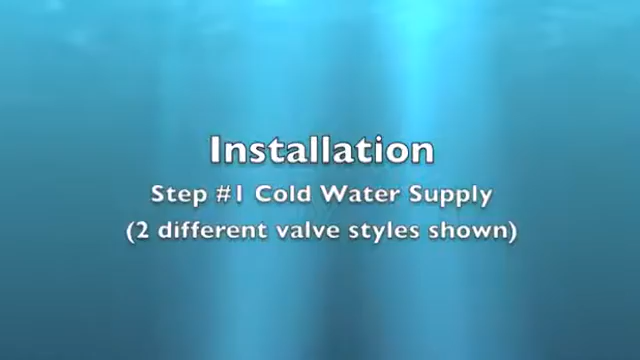 Installation
Step #1 Cold Water Supply
(2 different valve styles shown)